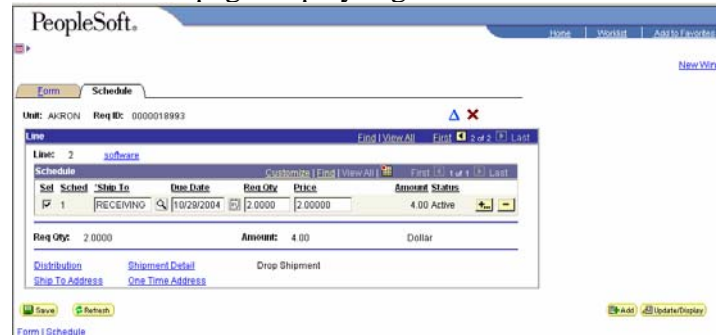 PeopleSoft.
Home Worklist Add to Favorites
New Win
Form Schedule
Unit: AKRON Req ID: 0000018993
Line Find | View All First 2 of 2 Last
Line: 2 software
Schedule Customize | Find | View All | First 1 of 1 Last
Sel Sched *Ship To Due Date Req Qty Price Amount Status
1 RECEIVING 10/29/2004 2.0000 2.00000 4.00 Active
Req Qty: 2.0000 Amount: 4.00 Dollar
Distribution Shipment Detail Drop Shipment
Ship To Address One Time Address
Save Refresh Add Update/Display
Form | Schedule